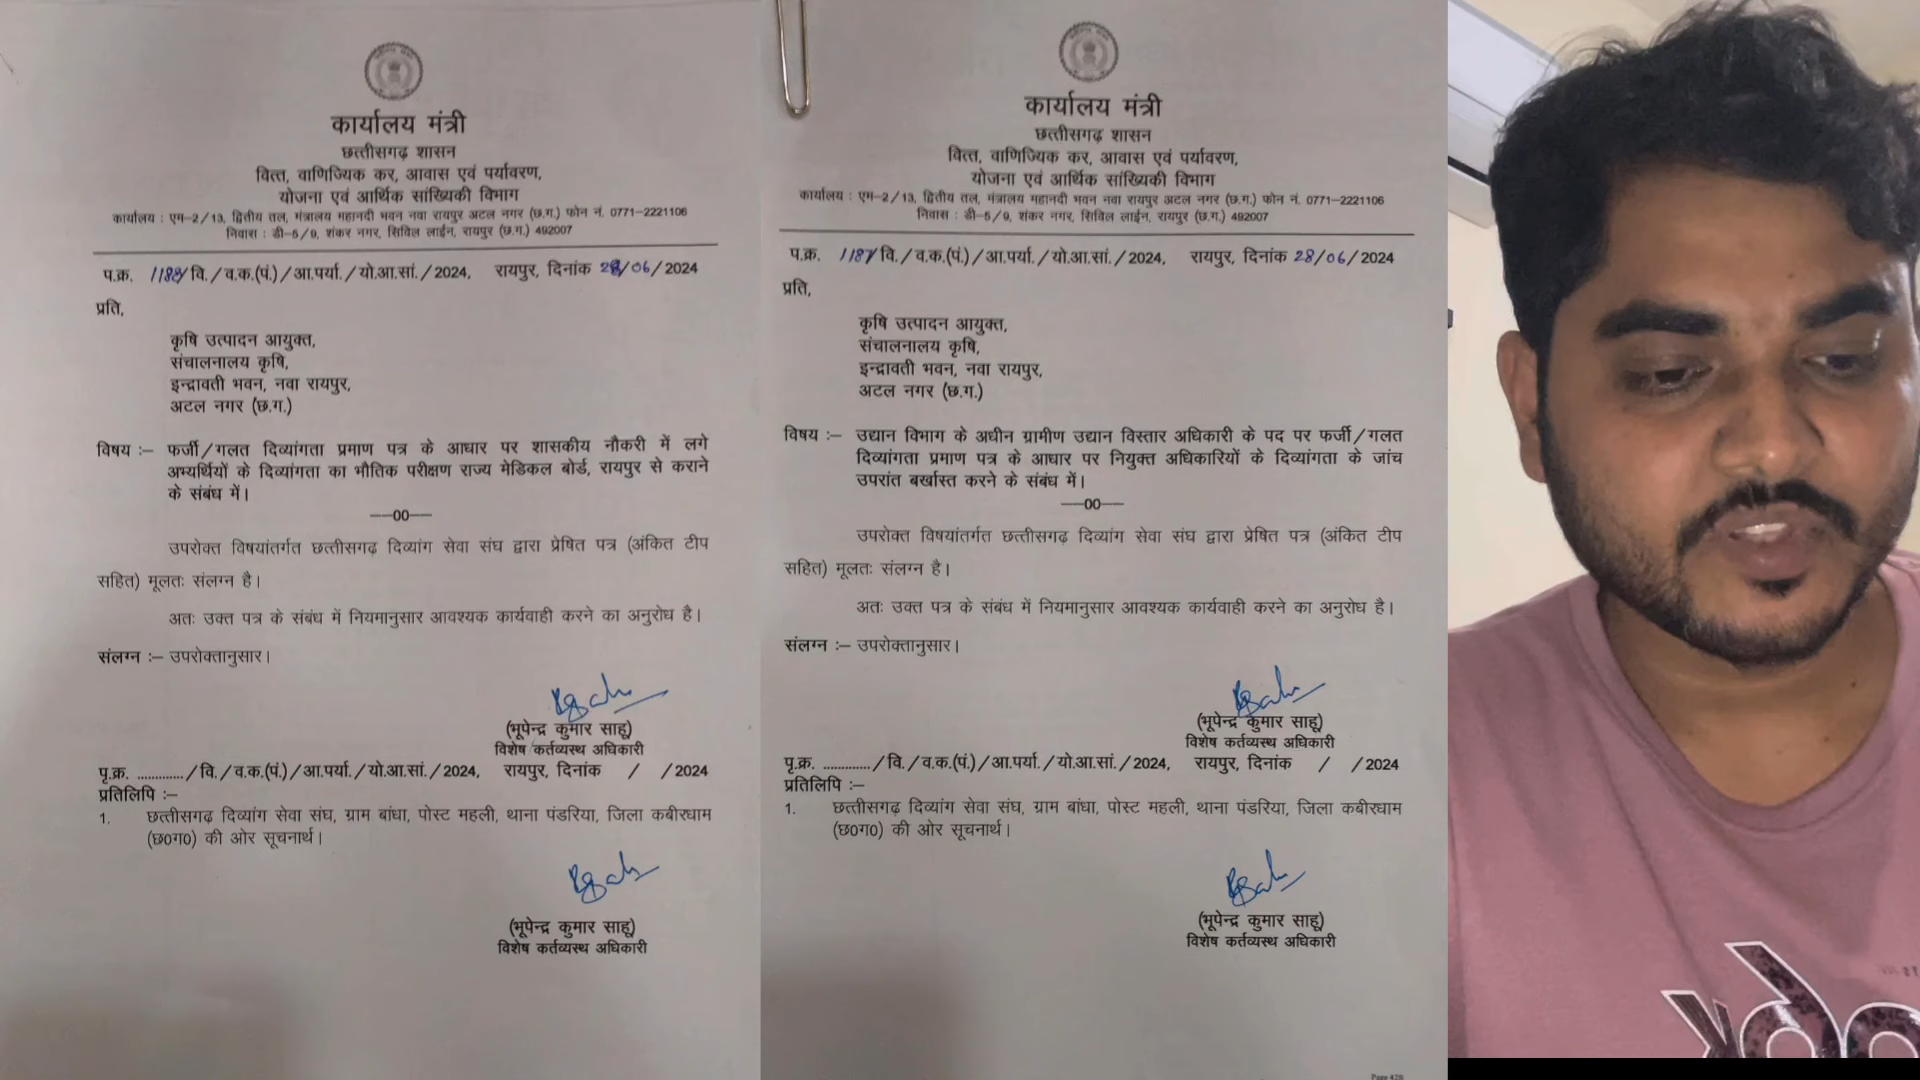 कार्यालय मंत्री
छत्तीसगढ़ शासन
वित्त, वाणिज्यिक कर, आवास एवं पर्यावरण,
योजना एवं आर्थिक सांख्यिकी विभाग
कार्यालय : एम-2/13, द्वितीय तल, मंत्रालय महानदी भवन नवा रायपुर अटल नगर (छ.ग.) फोन नं. 0771-2221106
निवास : डी-5/9, शंकर नगर, सिविल लाईन, रायपुर (छ.ग.) 492007
प.क्र. 1188/वि./व.क.(पं.)/आ.पर्या./यो.आ.सां./2024, रायपुर, दिनांक 28/06/2024
प्रति,
कृषि उत्पादन आयुक्त,
संचालनालय कृषि,
इन्द्रावती भवन, नवा रायपुर,
अटल नगर (छ.ग.)
विषय :– फर्जी/गलत दिव्यांगता प्रमाण पत्र के आधार पर शासकीय नौकरी में लगे
अभ्यर्थियों के दिव्यांगता का भौतिक परीक्षण राज्य मेडिकल बोर्ड, रायपुर से कराने
के संबंध में।
—00—
उपरोक्त विषयांतर्गत छत्तीसगढ़ दिव्यांग सेवा संघ द्वारा प्रेषित पत्र (अंकित टीप
सहित) मूलतः संलग्न है।
अतः उक्त पत्र के संबंध में नियमानुसार आवश्यक कार्यवाही करने का अनुरोध है।
संलग्न :– उपरोक्तानुसार।
(भूपेन्द्र कुमार साहू)
विशेष कर्तव्यस्थ अधिकारी
पृ.क्र. ............/वि./व.क.(पं.)/आ.पर्या./यो.आ.सां./2024, रायपुर, दिनांक / /2024
प्रतिलिपि :–
1. छत्तीसगढ़ दिव्यांग सेवा संघ, ग्राम बांधा, पोस्ट महली, थाना पंडरिया, जिला कबीरधाम
(छ0ग0) की ओर सूचनार्थ।
(भूपेन्द्र कुमार साहू)
विशेष कर्तव्यस्थ अधिकारी
कार्यालय मंत्री
छत्तीसगढ़ शासन
वित्त, वाणिज्यिक कर, आवास एवं पर्यावरण,
योजना एवं आर्थिक सांख्यिकी विभाग
कार्यालय : एम-2/13, द्वितीय तल, मंत्रालय महानदी भवन नवा रायपुर अटल नगर (छ.ग.) फोन नं. 0771-2221106
निवास : डी-5/9, शंकर नगर, सिविल लाईन, रायपुर (छ.ग.) 492007
प.क्र. 1187/वि./व.क.(पं.)/आ.पर्या./यो.आ.सां./2024, रायपुर, दिनांक 28/06/2024
प्रति,
कृषि उत्पादन आयुक्त,
संचालनालय कृषि,
इन्द्रावती भवन, नवा रायपुर,
अटल नगर (छ.ग.)
विषय :– उद्यान विभाग के अधीन ग्रामीण उद्यान विस्तार अधिकारी के पद पर फर्जी/गलत
दिव्यांगता प्रमाण पत्र के आधार पर नियुक्त अधिकारियों के दिव्यांगता के जांच
उपरांत बर्खास्त करने के संबंध में।
—00—
उपरोक्त विषयांतर्गत छत्तीसगढ़ दिव्यांग सेवा संघ द्वारा प्रेषित पत्र (अंकित टीप
सहित) मूलतः संलग्न है।
अतः उक्त पत्र के संबंध में नियमानुसार आवश्यक कार्यवाही करने का अनुरोध है।
संलग्न :– उपरोक्तानुसार।
(भूपेन्द्र कुमार साहू)
विशेष कर्तव्यस्थ अधिकारी
पृ.क्र. ............/वि./व.क.(पं.)/आ.पर्या./यो.आ.सां./2024, रायपुर, दिनांक / /2024
प्रतिलिपि :–
1. छत्तीसगढ़ दिव्यांग सेवा संघ, ग्राम बांधा, पोस्ट महली, थाना पंडरिया, जिला कबीरधाम
(छ0ग0) की ओर सूचनार्थ।
(भूपेन्द्र कुमार साहू)
विशेष कर्तव्यस्थ अधिकारी